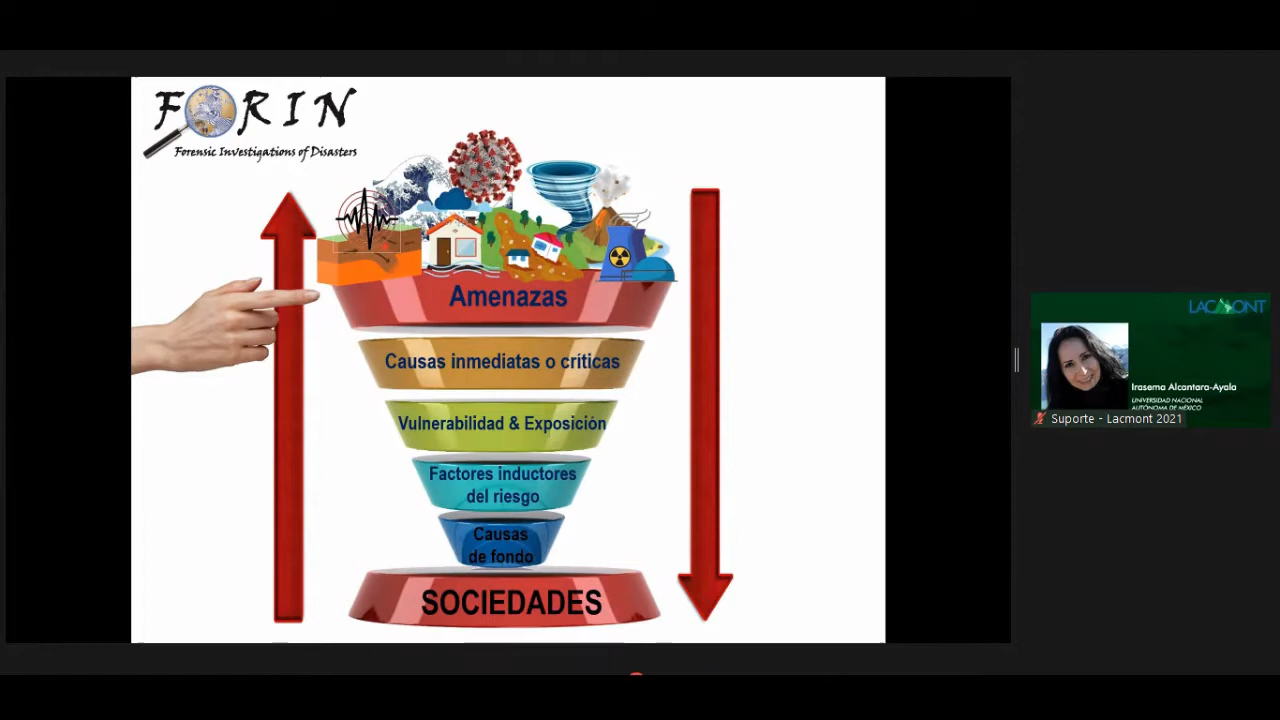 FORIN
Forensic Investigations of Disasters
Amenazas
Causas inmediatas o críticas
Vulnerabilidad & Exposición
Factores inductores
del riesgo
Causas
de fondo
SOCIEDADES
LACMONT
Irasema Alcantara-Ayala
UNIVERSIDAD NACIONAL
AUTÓNOMA DE MÉXICO
Suporte - Lacmont 2021